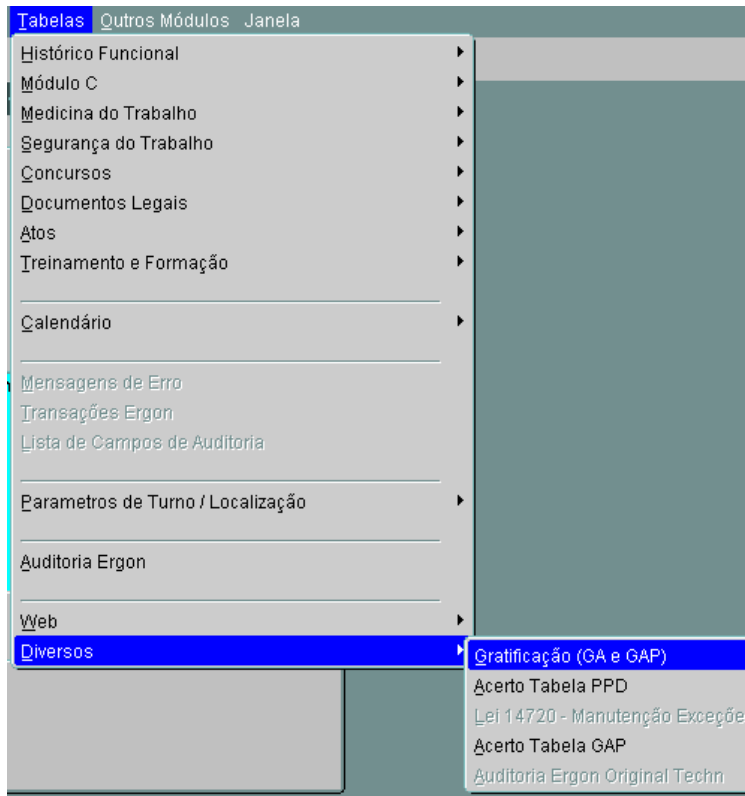 Tabelas Outros Módulos Janela
Histórico Funcional
Módulo C
Medicina do Trabalho
Segurança do Trabalho
Concursos
Documentos Legais
Atos
Treinamento e Formação
Calendário
Mensagens de Erro
Transações Ergon
Lista de Campos de Auditoria
Parametros de Turno / Localização
Auditoria Ergon
Web
Diversos
Gratificação (GA e GAP)
Acerto Tabela PPD
Lei 14720 - Manutenção Exceçõe
Acerto Tabela GAP
Auditoria Ergon Original Techn